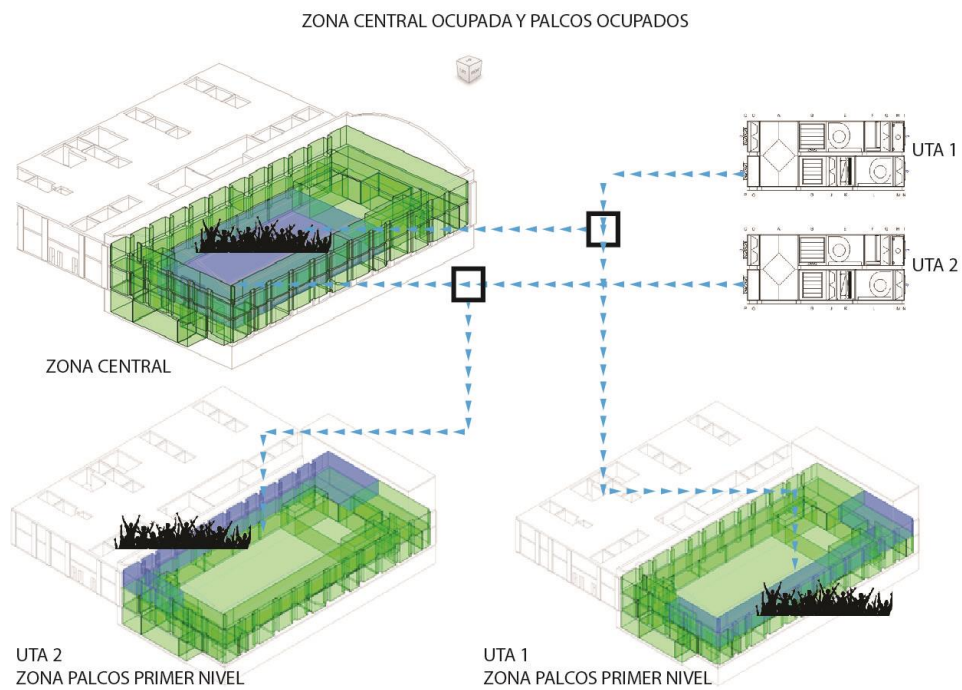 ZONA CENTRAL OCUPADA Y PALCOS OCUPADOS
UTA 1
UTA 2
ZONA CENTRAL
UTA 2
ZONA PALCOS PRIMER NIVEL
UTA 1
ZONA PALCOS PRIMER NIVEL